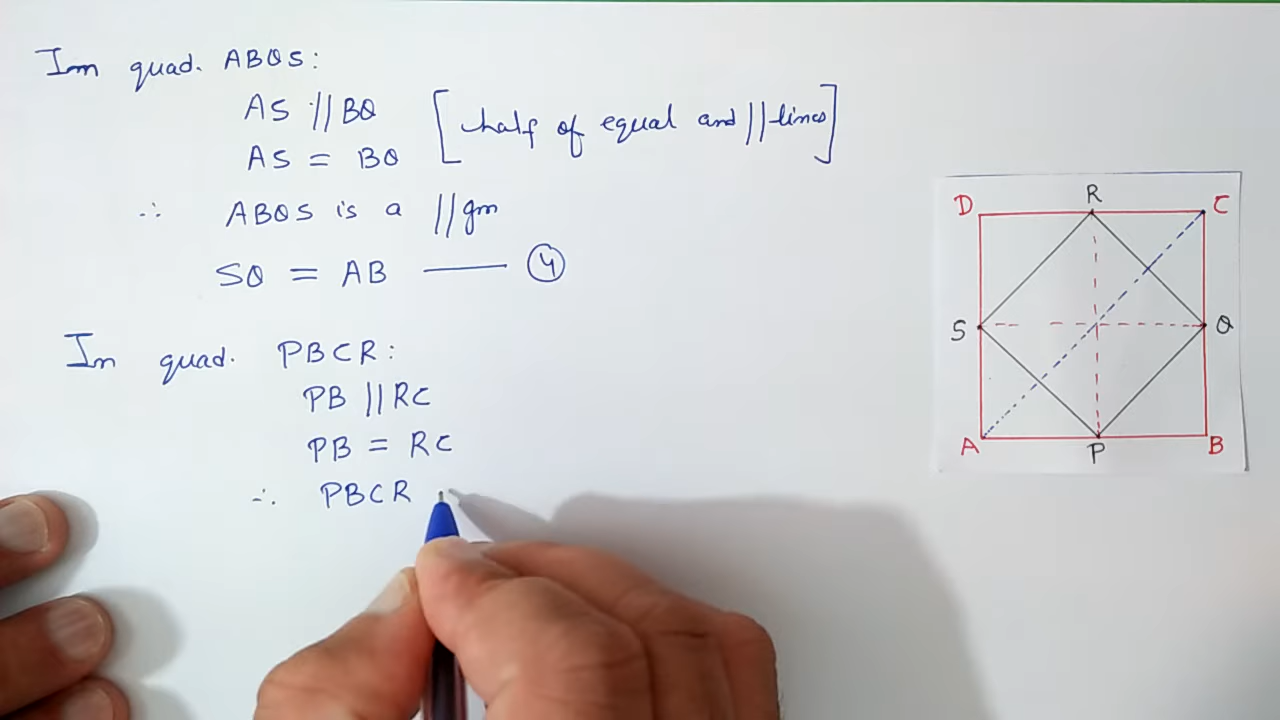 In quad. ABQS:
AS || BQ
AS = BQ [half of equal and || lines]
∴ ABQS is a ||gm
SQ = AB —— ④
In quad. PBCR:
PB || RC
PB = RC
∴ PBCR
D R C
S Q
A P B